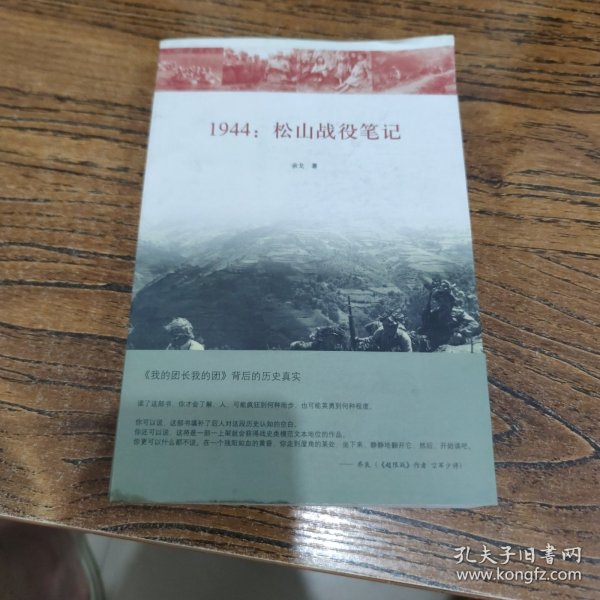 1944：松山战役笔记
余戈 著
《我的团长我的团》背后的历史真实
读了这部书，你才会了解，人，可能疯狂到何种地步，也可能英勇到何种程度。
你可以说，这部书填补了后人对这段历史认知的空白。
你还可以说，这将是一部一上架就会获得战史类模范文本地位的作品。
你更可以什么都不说，在一个残阳如血的黄昏，你走到屋角的某处，坐下来，静静地翻开它，然后，开始读吧。
——乔良（《超限战》作者 空军少将）
孔夫子旧书网
www.kongfz.com